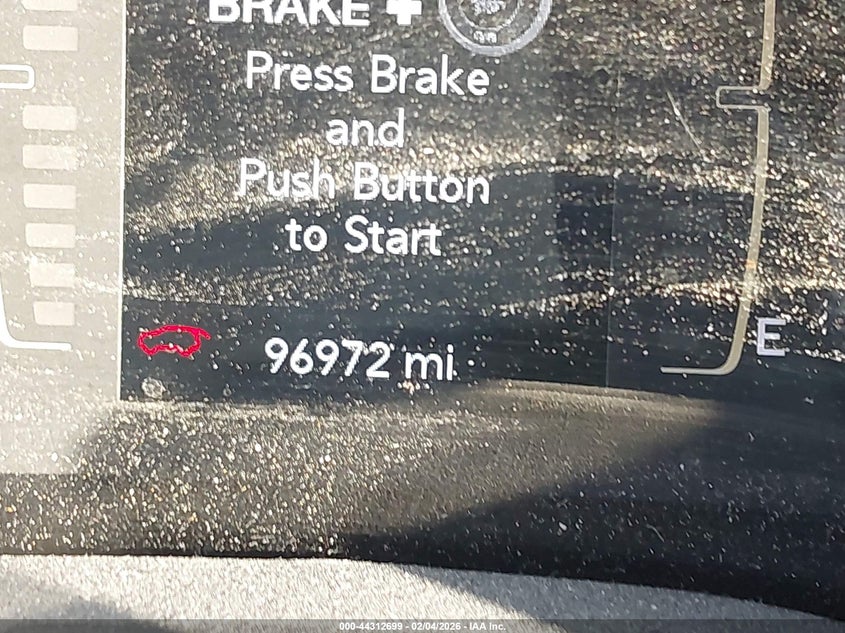 BRAKE +
Press Brake
and
Push Button
to Start
96972 mi
E
000-44312699 - 02/04/2026 - IAA Inc.